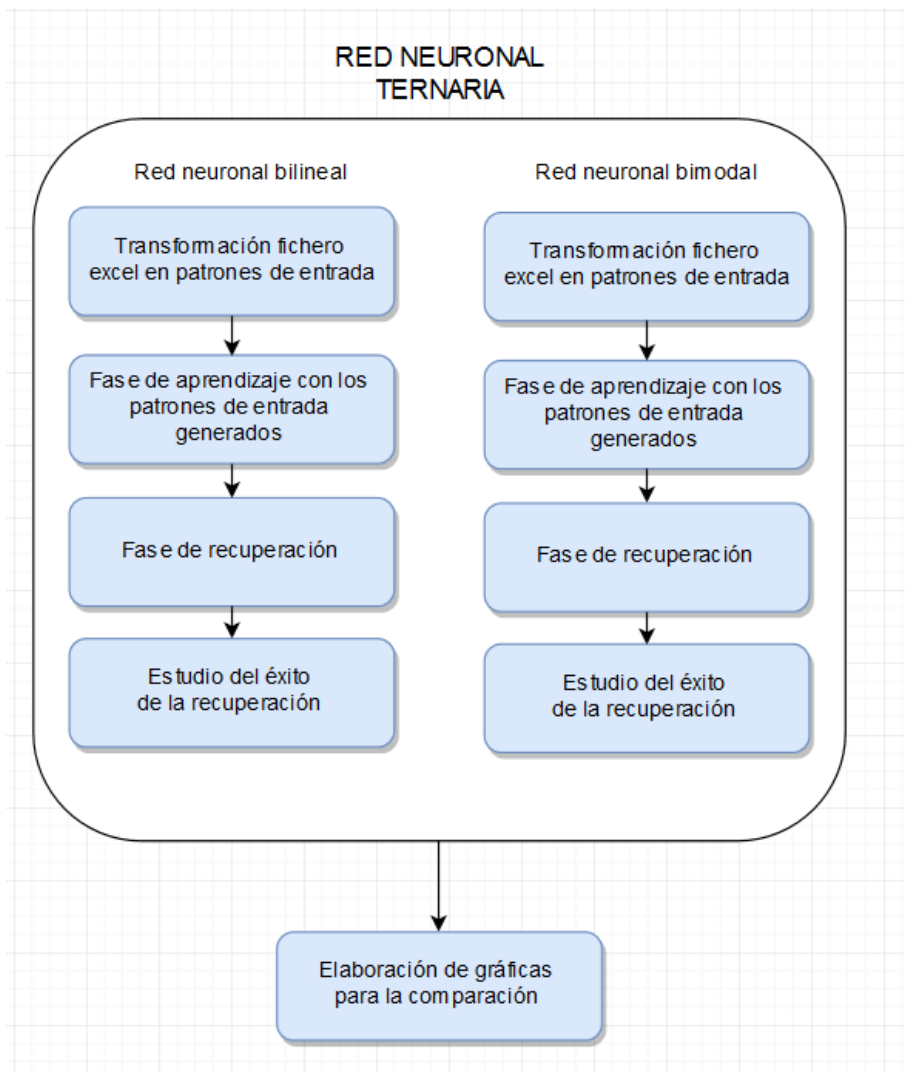 RED NEURONAL
TERNARIA
Red neuronal bilineal
Transformación fichero
excel en patrones de entrada
Fase de aprendizaje con los
patrones de entrada
generados
Fase de recuperación
Estudio del éxito
de la recuperación
Red neuronal bimodal
Transformación fichero
excel en patrones de entrada
Fase de aprendizaje con los
patrones de entrada
generados
Fase de recuperación
Estudio del éxito
de la recuperación
Elaboración de gráficas
para la comparación